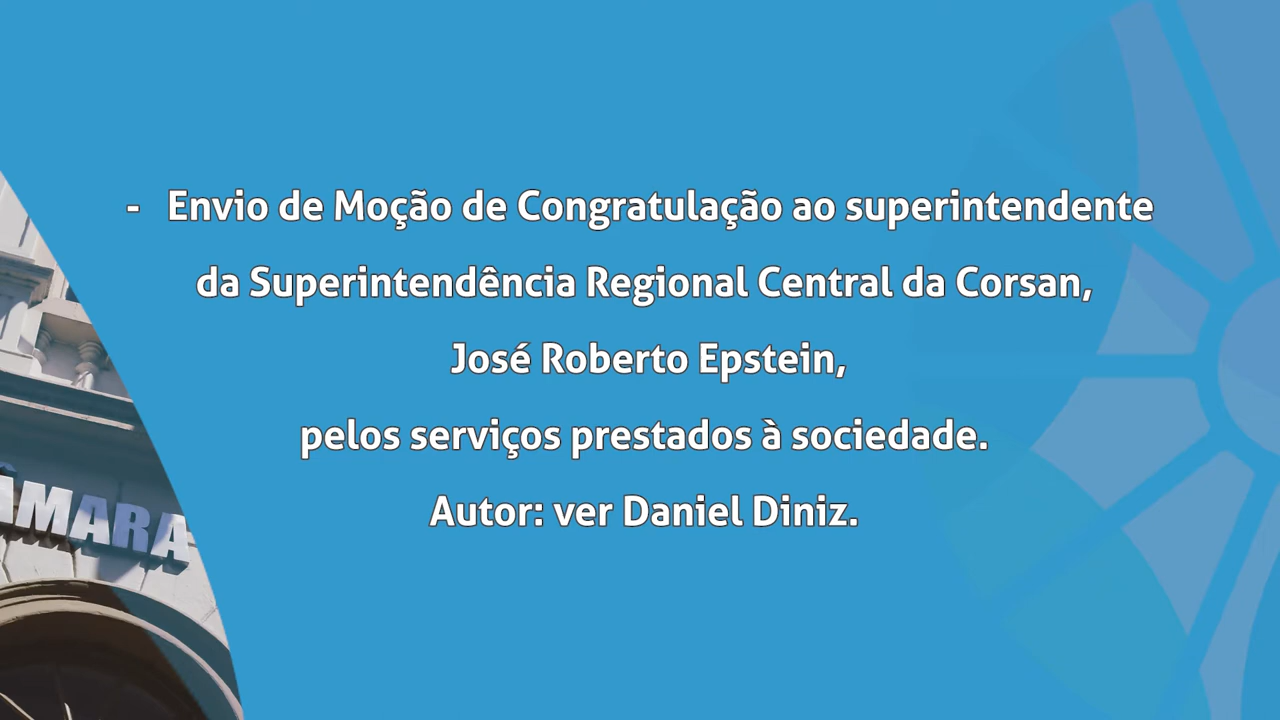 - Envio de Moção de Congratulação ao superintendente
da Superintendência Regional Central da Corsan,
José Roberto Epstein,
pelos serviços prestados à sociedade.
Autor: ver Daniel Diniz.
ÂMARA